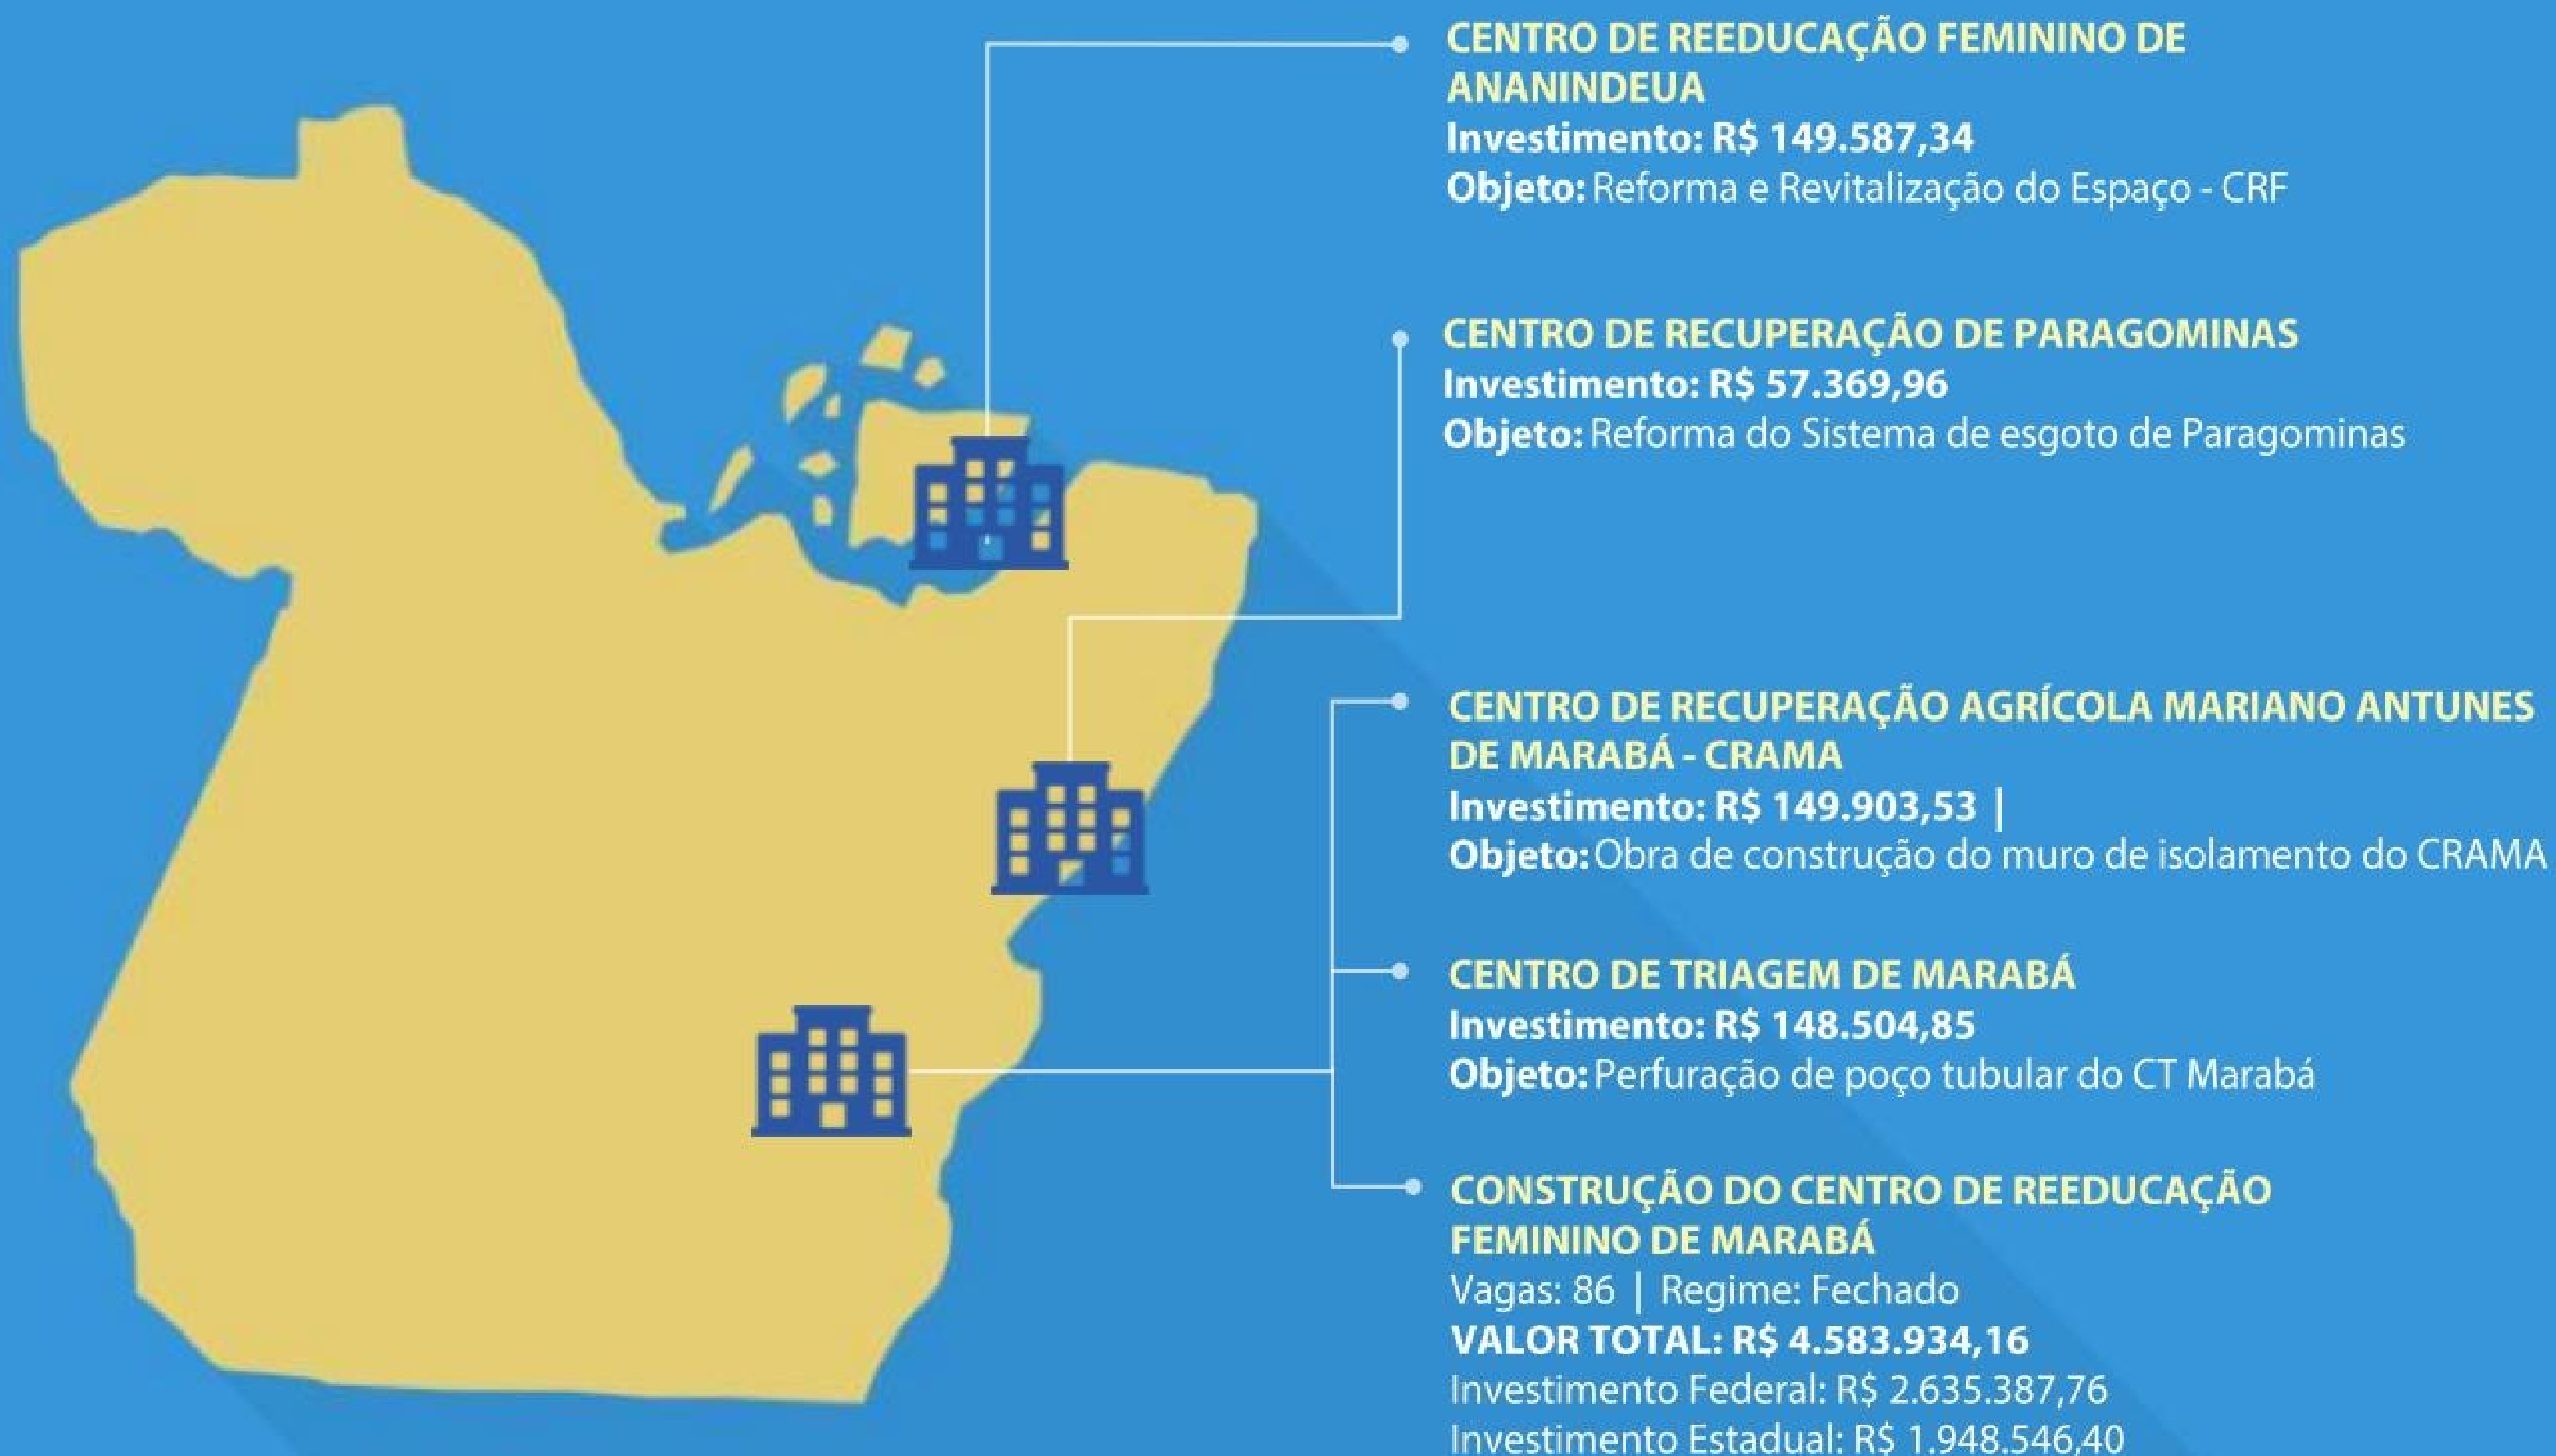 CENTRO DE REEDUCAÇÃO FEMININO DE
ANANINDEUA
Investimento: R$ 149.587,34
Objeto: Reforma e Revitalização do Espaço - CRF
CENTRO DE RECUPERAÇÃO DE PARAGOMINAS
Investimento: R$ 57.369,96
Objeto: Reforma do Sistema de esgoto de Paragominas
CENTRO DE RECUPERAÇÃO AGRÍCOLA MARIANO ANTUNES
DE MARABÁ - CRAMA
Investimento: R$ 149.903,53 |
Objeto: Obra de construção do muro de isolamento do CRAMA
CENTRO DE TRIAGEM DE MARABÁ
Investimento: R$ 148.504,85
Objeto: Perfuração de poço tubular do CT Marabá
CONSTRUÇÃO DO CENTRO DE REEDUCAÇÃO
FEMININO DE MARABÁ
Vagas: 86 | Regime: Fechado
VALOR TOTAL: R$ 4.583.934,16
Investimento Federal: R$ 2.635.387,76
Investimento Estadual: R$ 1.948.546,40